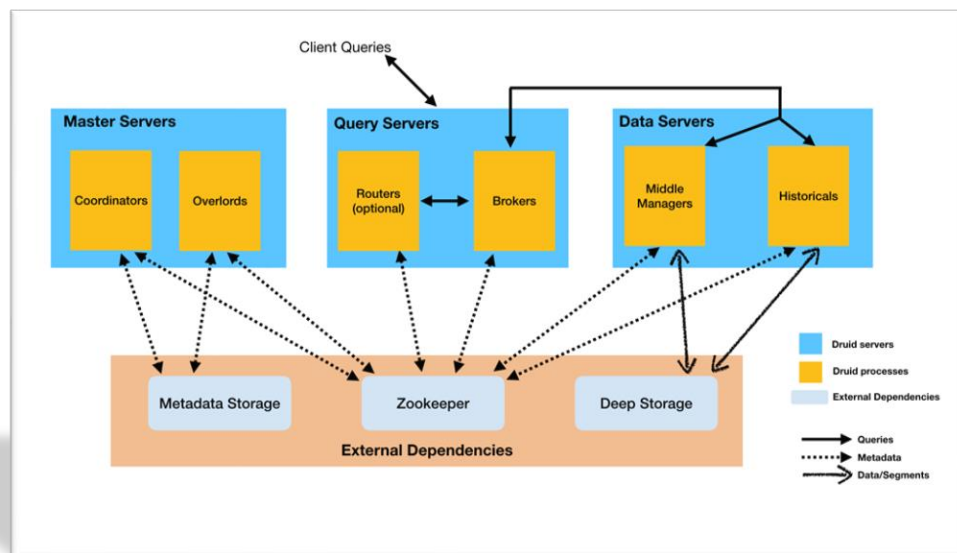 Client Queries
Master Servers
Coordinators
Overlords
Query Servers
Routers
(optional)
Brokers
Data Servers
Middle
Managers
Historicals
Metadata Storage
Zookeeper
Deep Storage
External Dependencies
Druid servers
Druid processes
External Dependencies
Queries
Metadata
Data/Segments